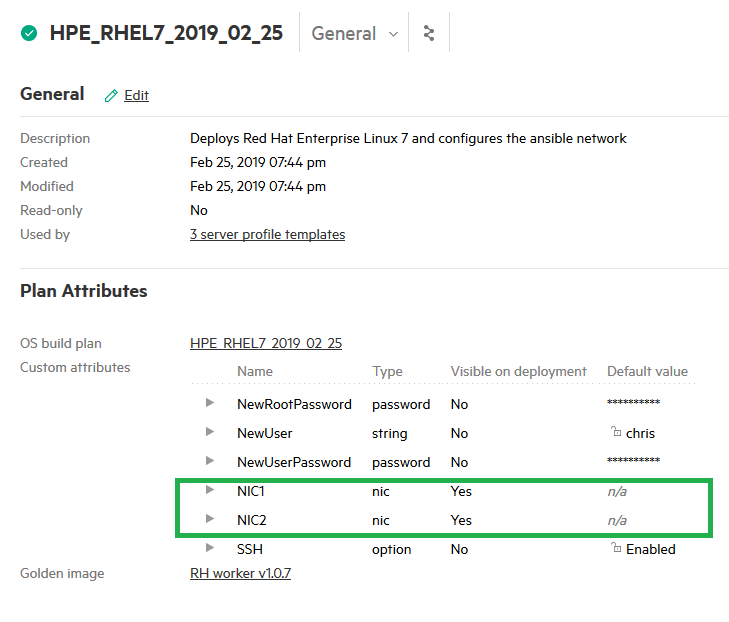 HPE_RHEL7_2019_02_25 General
General Edit
Description Deploys Red Hat Enterprise Linux 7 and configures the ansible network
Created Feb 25, 2019 07:44 pm
Modified Feb 25, 2019 07:44 pm
Read-only No
Used by 3 server profile templates
Plan Attributes
OS build plan HPE_RHEL7_2019_02_25
Custom attributes Name Type Visible on deployment Default value
NewRootPassword password No **********
NewUser string No chris
NewUserPassword password No **********
NIC1 nic Yes n/a
NIC2 nic Yes n/a
SSH option No Enabled
Golden image RH worker v1.0.7